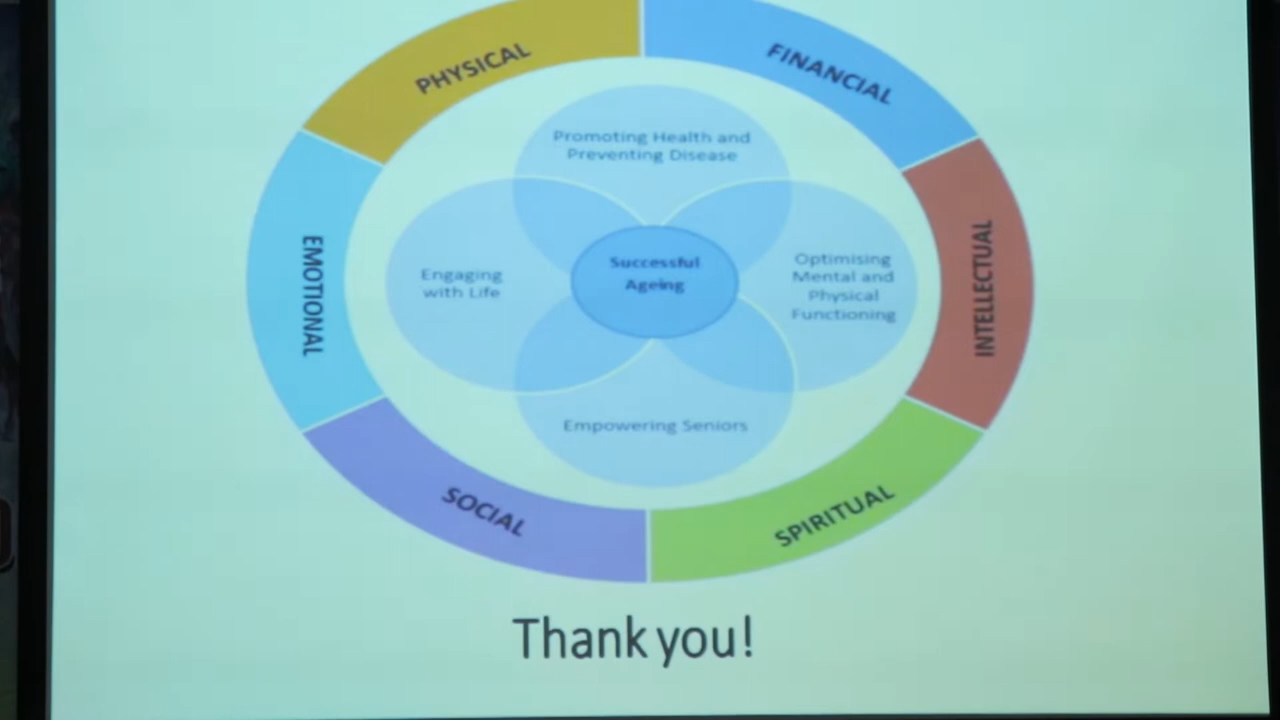 PHYSICAL
FINANCIAL
Promoting Health and
Preventing Disease
EMOTIONAL
Engaging
with Life
Successful
Ageing
Optimising
Mental and
Physical
Functioning
INTELLECTUAL
Empowering Seniors
SOCIAL
SPIRITUAL
Thank you!